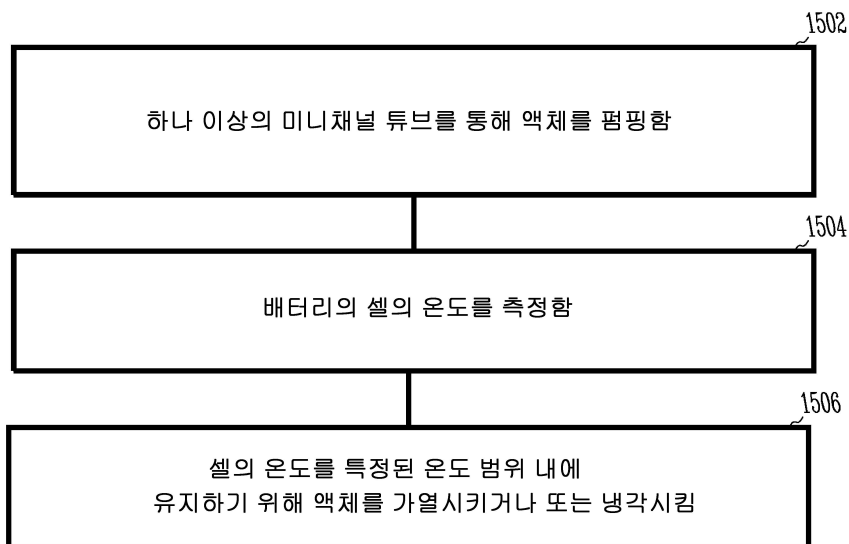 1502
하나 이상의 미니채널 튜브를 통해 액체를 펌핑함
1504
배터리의 셀의 온도를 측정함
1506
셀의 온도를 특정된 온도 범위 내에
유지하기 위해 액체를 가열시키거나 또는 냉각시킴